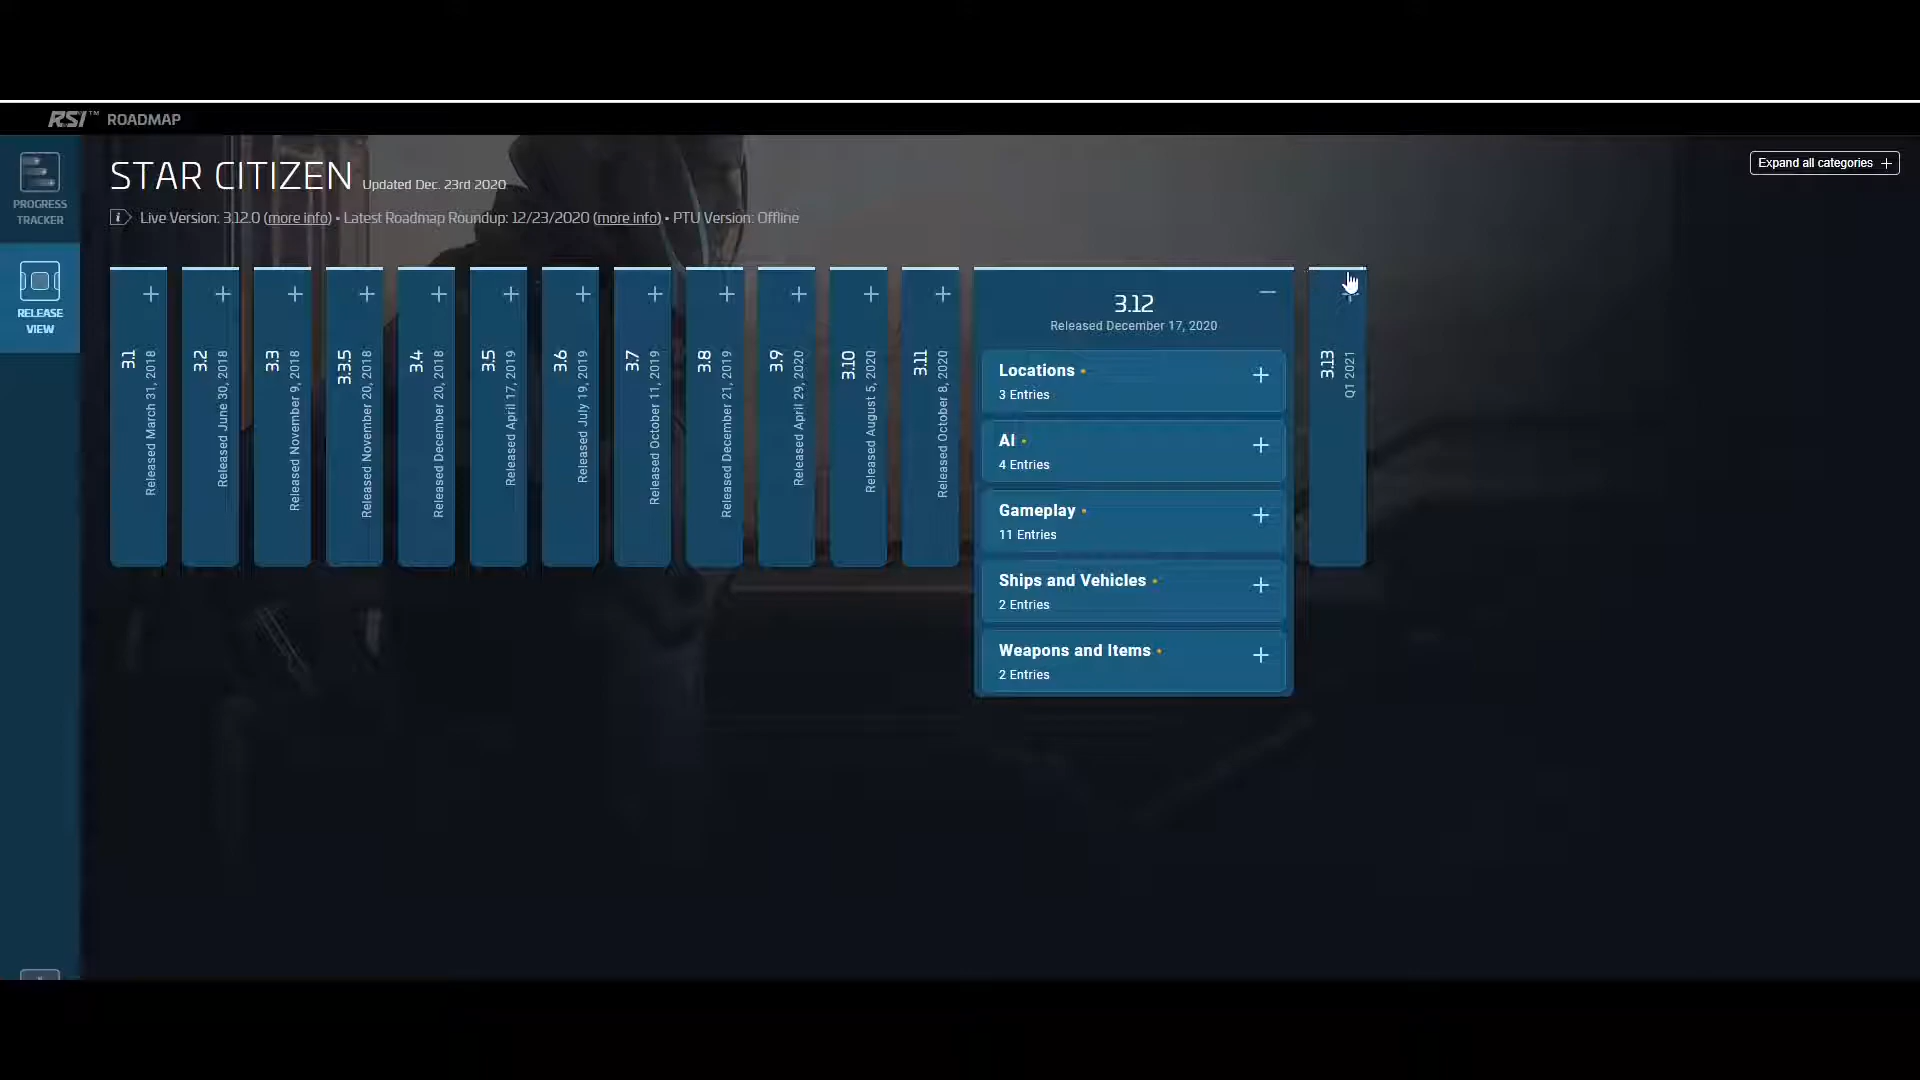 RSI™ ROADMAP
PROGRESS
TRACKER
RELEASE
VIEW
STAR CITIZEN Updated Dec. 23rd 2020
Expand all categories
Live Version: 3.12.0 (more info) • Latest Roadmap Roundup: 12/23/2020 (more info) • PTU Version: Offline
3.1
Released March 31, 2018
3.2
Released June 30, 2018
3.3
Released November 9, 2018
3.3.5
Released November 20, 2018
3.4
Released December 20, 2018
3.5
Released April 17, 2019
3.6
Released July 19, 2019
3.7
Released October 11, 2019
3.8
Released December 21, 2019
3.9
Released April 29, 2020
3.10
Released August 5, 2020
3.11
Released October 8, 2020
3.12
Released December 17, 2020
Locations
3 Entries
AI
4 Entries
Gameplay
11 Entries
Ships and Vehicles
2 Entries
Weapons and Items
2 Entries
3.13
Q1 2021